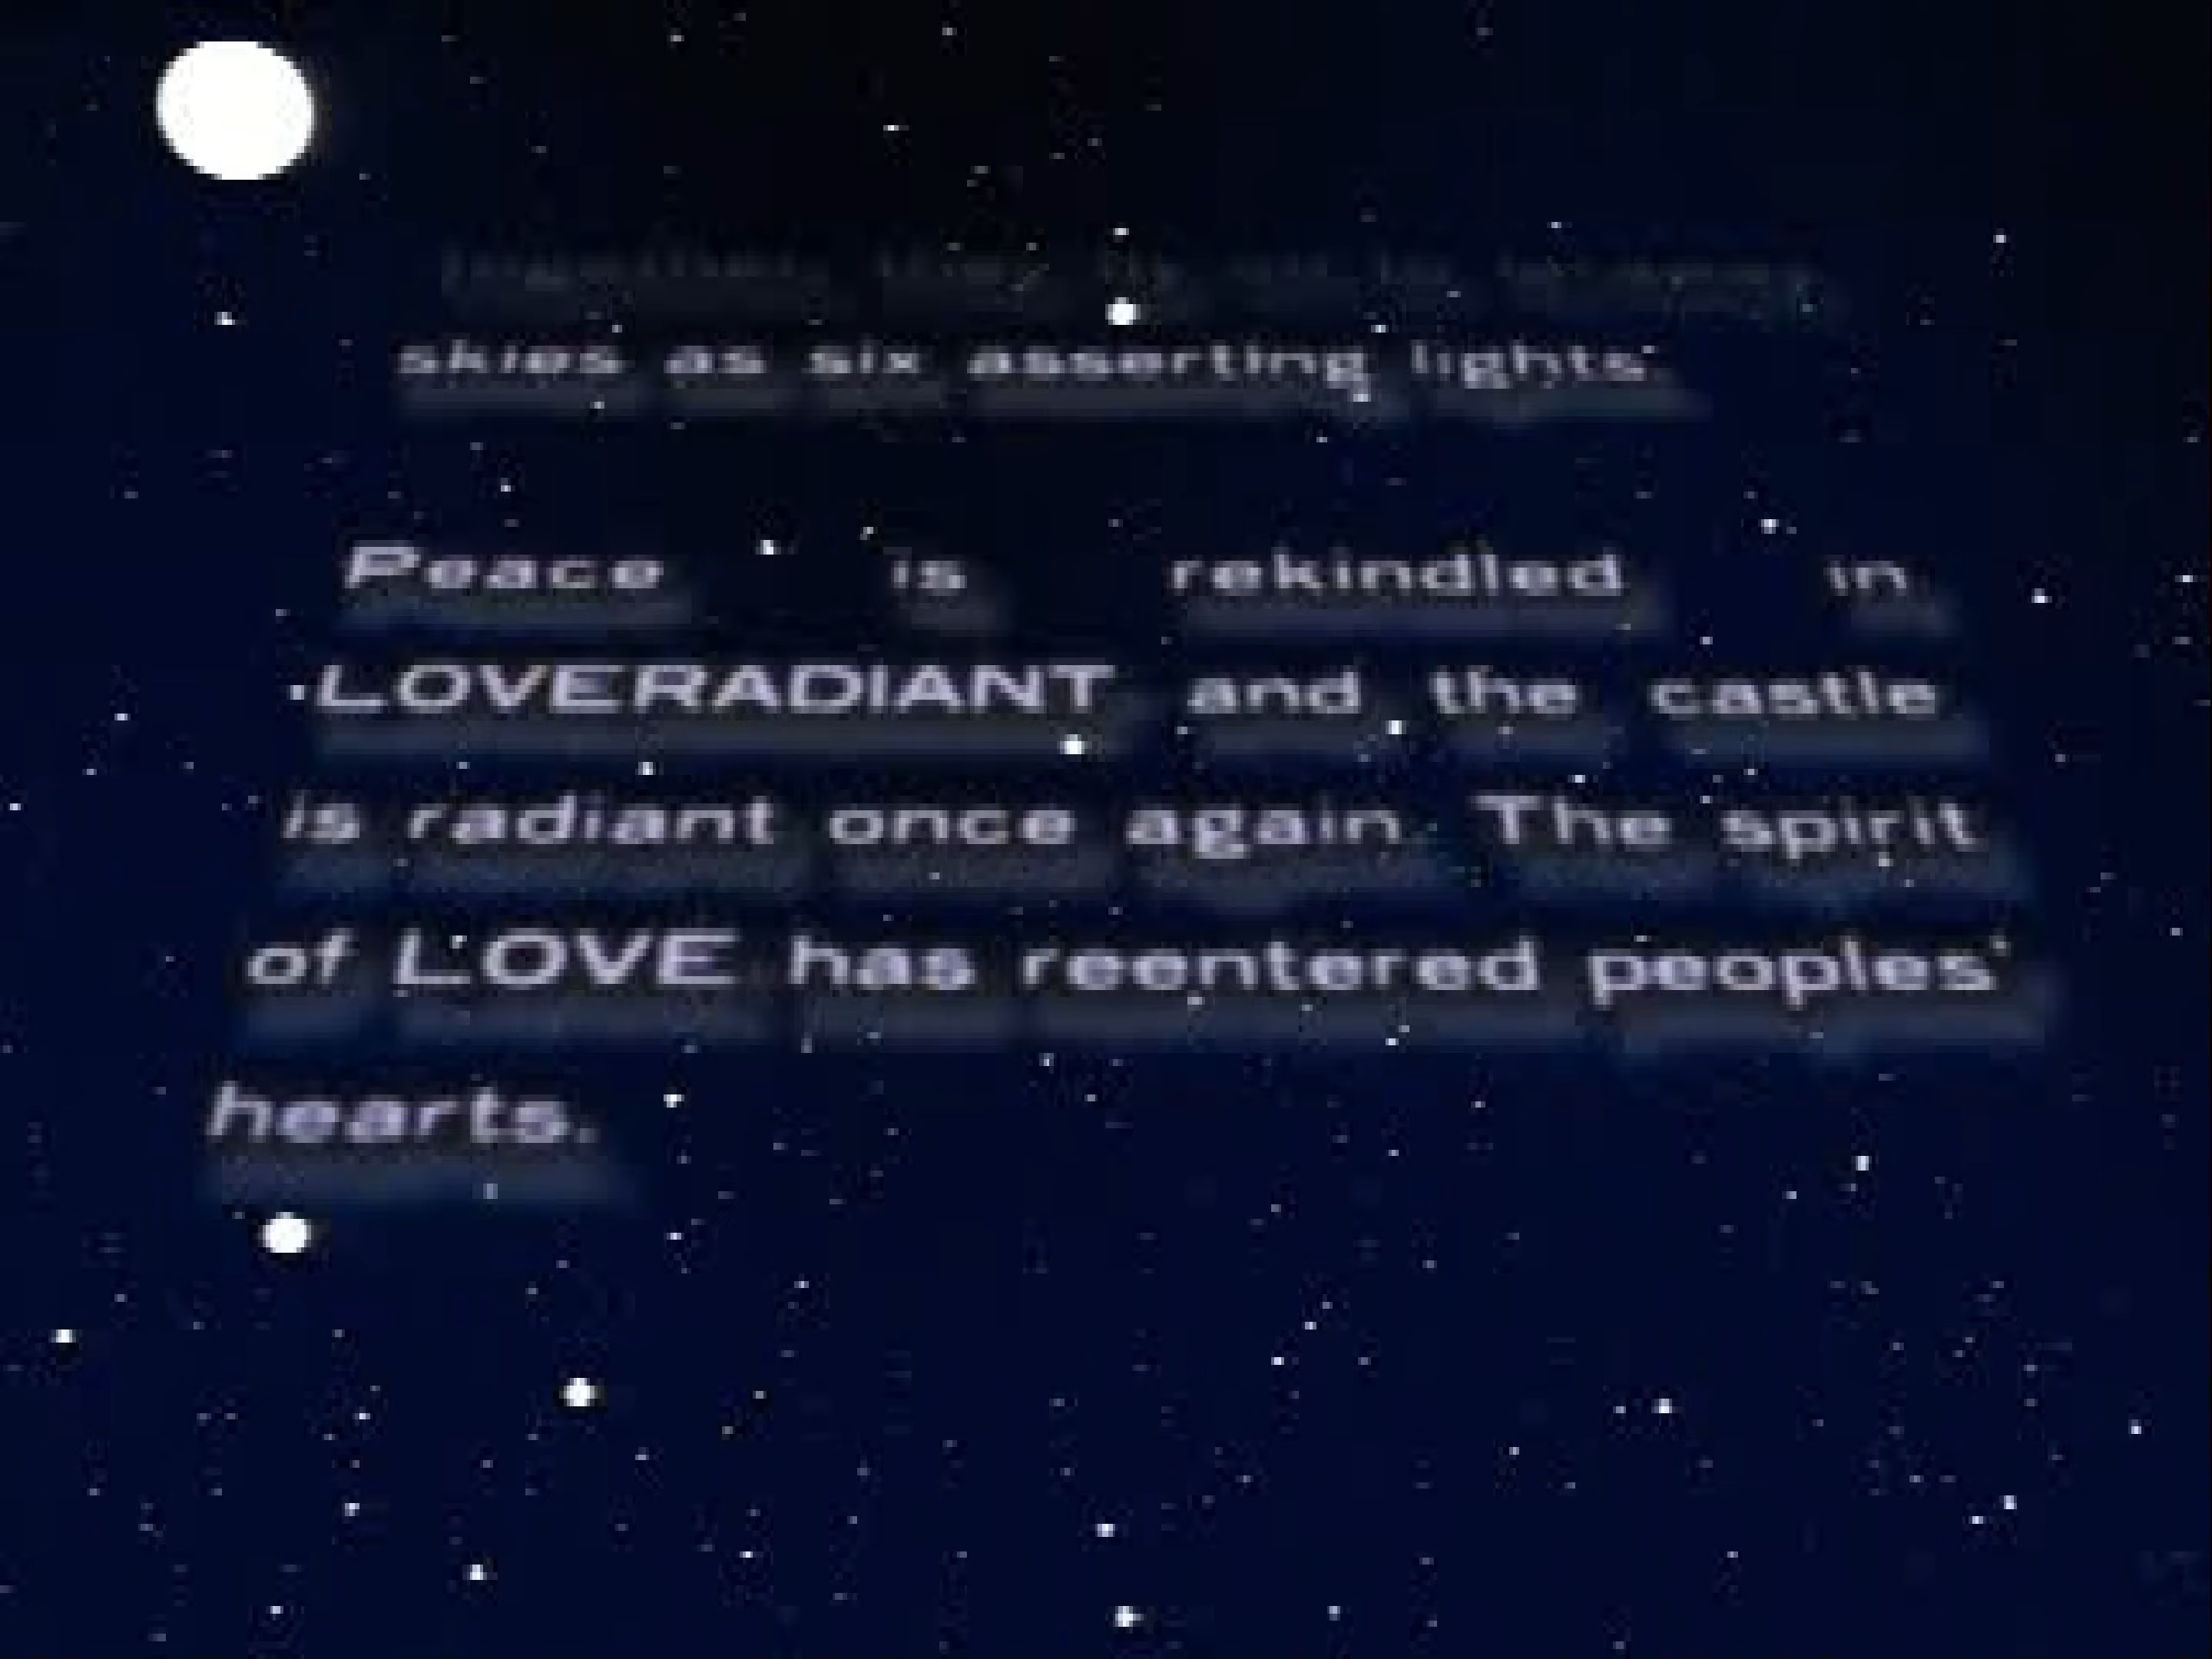 skies as six asserting lights.
Peace is rekindled in
LOVERADIANT and the castle
is radiant once again. The spirit
of LOVE has reentered peoples'
hearts.